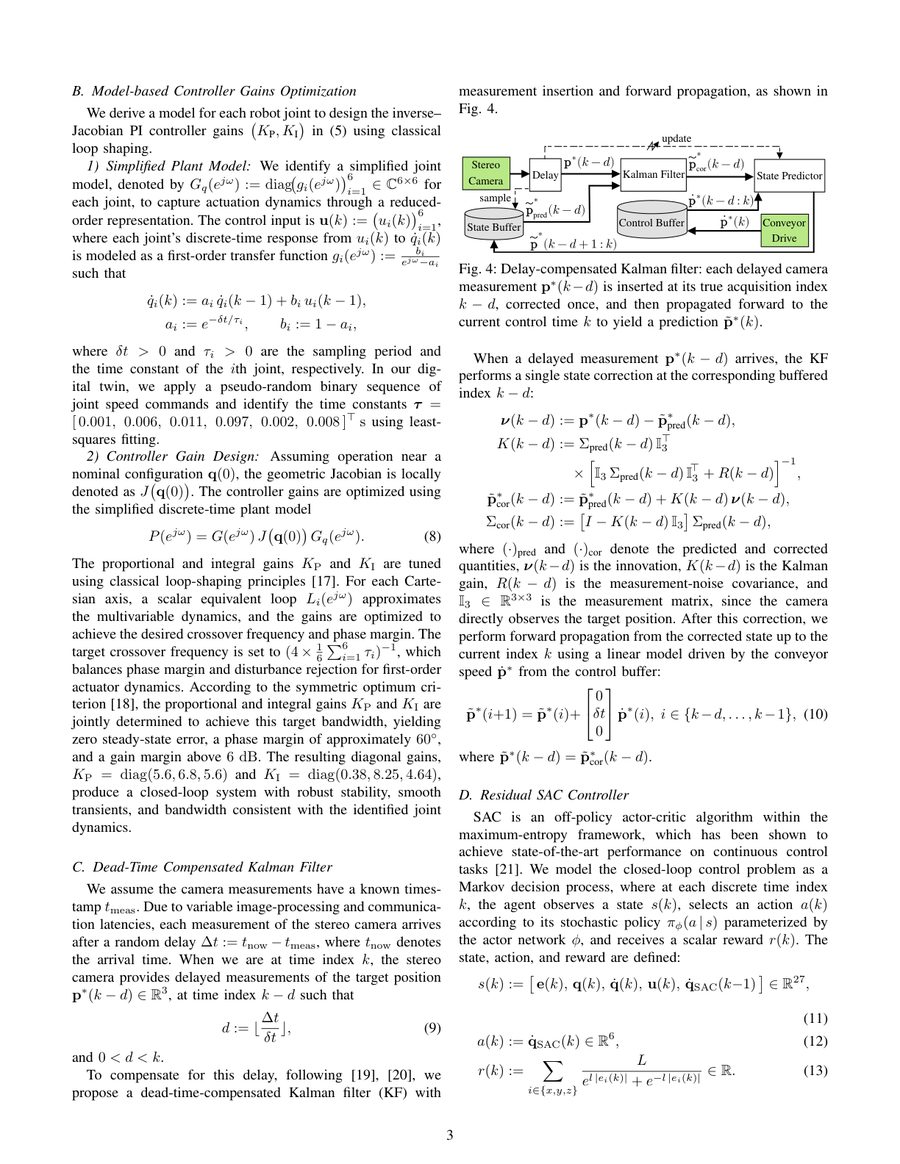 B. Model-based Controller Gains Optimization
We derive a model for each robot joint to design the inverse–
Jacobian PI controller gains (K_P, K_I) in (5) using classical
loop shaping.
1) Simplified Plant Model: We identify a simplified joint
model, denoted by G_q(e^{jω}) := diag(g_i(e^{jω}))_{i=1}^6 ∈ ℂ^{6×6} for
each joint, to capture actuation dynamics through a reduced-
order representation. The control input is u(k) := (u_i(k))_{i=1}^6,
where each joint's discrete-time response from u_i(k) to q̇_i(k)
is modeled as a first-order transfer function g_i(e^{jω}) := b_i/(e^{jω}−a_i)
such that
q̇_i(k) := a_i q̇_i(k − 1) + b_i u_i(k − 1),
a_i := e^{−δt/τ_i}, b_i := 1 − a_i,
where δt > 0 and τ_i > 0 are the sampling period and
the time constant of the ith joint, respectively. In our dig-
ital twin, we apply a pseudo-random binary sequence of
joint speed commands and identify the time constants τ =
[ 0.001, 0.006, 0.011, 0.097, 0.002, 0.008 ]^⊤ s using least-
squares fitting.
2) Controller Gain Design: Assuming operation near a
nominal configuration q(0), the geometric Jacobian is locally
denoted as J(q(0)). The controller gains are optimized using
the simplified discrete-time plant model
P(e^{jω}) = G(e^{jω}) J(q(0)) G_q(e^{jω}). (8)
The proportional and integral gains K_P and K_I are tuned
using classical loop-shaping principles [17]. For each Carte-
sian axis, a scalar equivalent loop L_i(e^{jω}) approximates
the multivariable dynamics, and the gains are optimized to
achieve the desired crossover frequency and phase margin. The
target crossover frequency is set to (4 × 1/6 ∑_{i=1}^6 τ_i)^{−1}, which
balances phase margin and disturbance rejection for first-order
actuator dynamics. According to the symmetric optimum cri-
terion [18], the proportional and integral gains K_P and K_I are
jointly determined to achieve this target bandwidth, yielding
zero steady-state error, a phase margin of approximately 60°,
and a gain margin above 6 dB. The resulting diagonal gains,
K_P = diag(5.6, 6.8, 5.6) and K_I = diag(0.38, 8.25, 4.64),
produce a closed-loop system with robust stability, smooth
transients, and bandwidth consistent with the identified joint
dynamics.
C. Dead-Time Compensated Kalman Filter
We assume the camera measurements have a known times-
tamp t_meas. Due to variable image-processing and communica-
tion latencies, each measurement of the stereo camera arrives
after a random delay Δt := t_now − t_meas, where t_now denotes
the arrival time. When we are at time index k, the stereo
camera provides delayed measurements of the target position
p*(k − d) ∈ ℝ^3, at time index k − d such that
d := ⌊Δt/δt⌋, (9)
and 0 < d < k.
To compensate for this delay, following [19], [20], we
propose a dead-time-compensated Kalman filter (KF) with
measurement insertion and forward propagation, as shown in
Fig. 4.
update
Stereo
Camera
Delay
p*(k − d)
Kalman Filter
p̃*_cor(k − d)
State Predictor
sample
p̃*_pred(k − d)
ṗ*(k − d : k)
State Buffer
Control Buffer
ṗ*(k)
Conveyor
Drive
p̃*(k − d + 1 : k)
Fig. 4: Delay-compensated Kalman filter: each delayed camera
measurement p*(k−d) is inserted at its true acquisition index
k − d, corrected once, and then propagated forward to the
current control time k to yield a prediction p̃*(k).
When a delayed measurement p*(k − d) arrives, the KF
performs a single state correction at the corresponding buffered
index k − d:
ν(k − d) := p*(k − d) − p̃*_pred(k − d),
K(k − d) := Σ_pred(k − d) 𝕀_3^⊤
× [𝕀_3 Σ_pred(k − d) 𝕀_3^⊤ + R(k − d)]^{−1},
p̃*_cor(k − d) := p̃*_pred(k − d) + K(k − d) ν(k − d),
Σ_cor(k − d) := [I − K(k − d) 𝕀_3] Σ_pred(k − d),
where (·)_pred and (·)_cor denote the predicted and corrected
quantities, ν(k−d) is the innovation, K(k−d) is the Kalman
gain, R(k − d) is the measurement-noise covariance, and
𝕀_3 ∈ ℝ^{3×3} is the measurement matrix, since the camera
directly observes the target position. After this correction, we
perform forward propagation from the corrected state up to the
current index k using a linear model driven by the conveyor
speed ṗ* from the control buffer:
p̃*(i+1) = p̃*(i)+ [0 δt 0] ṗ*(i), i ∈ {k−d, . . . , k−1}, (10)
where p̃*(k − d) = p̃*_cor(k − d).
D. Residual SAC Controller
SAC is an off-policy actor-critic algorithm within the
maximum-entropy framework, which has been shown to
achieve state-of-the-art performance on continuous control
tasks [21]. We model the closed-loop control problem as a
Markov decision process, where at each discrete time index
k, the agent observes a state s(k), selects an action a(k)
according to its stochastic policy π_φ(a | s) parameterized by
the actor network φ, and receives a scalar reward r(k). The
state, action, and reward are defined:
s(k) := [ e(k), q(k), q̇(k), u(k), q̇_SAC(k−1) ] ∈ ℝ^{27},
(11)
a(k) := q̇_SAC(k) ∈ ℝ^6, (12)
r(k) := ∑_{i∈{x,y,z}} L/(e^{l |e_i(k)|} + e^{−l |e_i(k)|}) ∈ ℝ. (13)
3